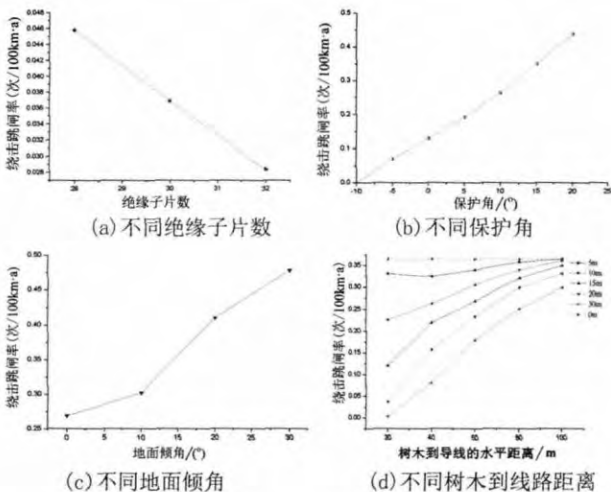 0.048
0.046
0.044
0.042
0.040
0.038
0.036
0.034
0.032
0.030
0.028
绕击跳闸率(次/100km·a)
28 29 30 31 32
绝缘子片数
(a)不同绝缘子片数
0.5
0.4
0.3
0.2
0.1
0.0
绕击跳闸率(次/100km·a)
-10 -5 0 5 10 15 20 25
保护角/(°)
(b)不同保护角
0.50
0.45
0.40
0.35
0.30
0.25
绕击跳闸率(次/100km·a)
0 10 20 30
地面倾角/(°)
(c)不同地面倾角
0.35
0.30
0.25
0.20
0.15
0.10
0.05
0.00
绕击跳闸率(次/100km·a)
40 50 80 100
树木到导线的水平距离/m
5m
10m
15m
20m
30m
0m
(d)不同树木到线路距离